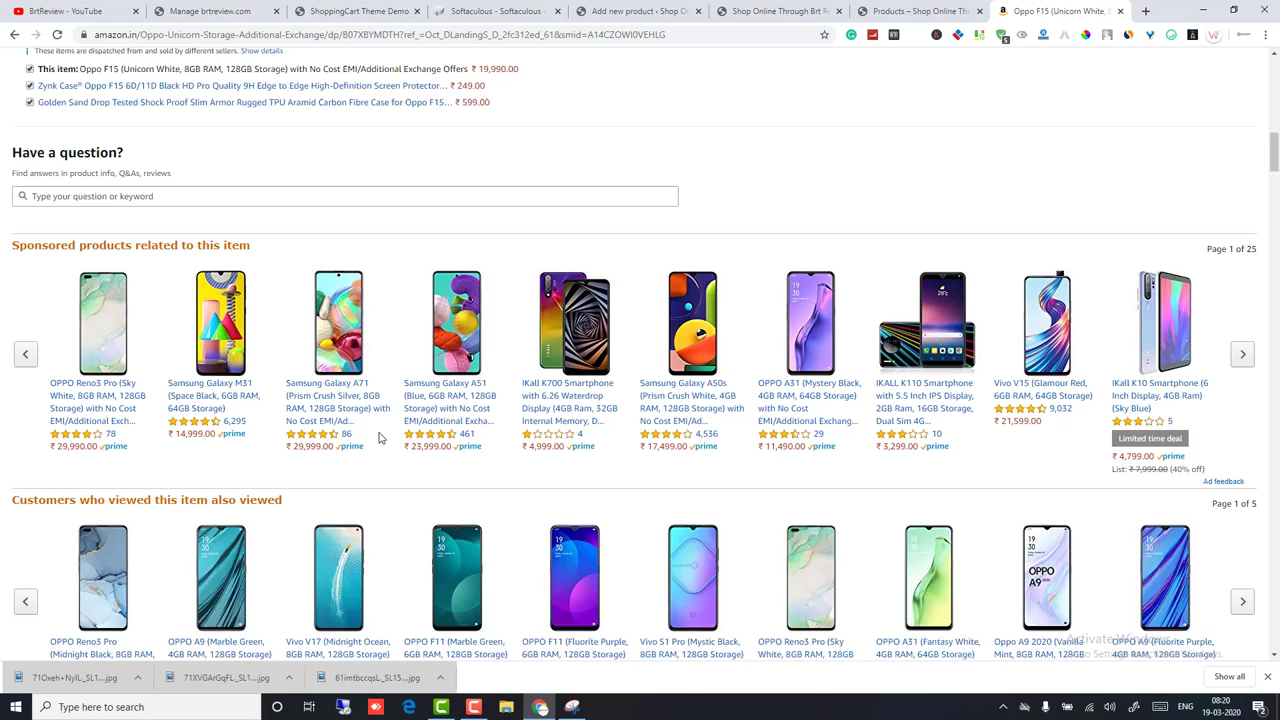 YouTube
Manage brtreview.com
ShoppingCart Theme Demo
Softaculous - Softaculous -
Add new product ‹ Shop On
Shop Online Through BrtRe
Products – Shop Online Thr
Oppo F15 (Unicorn White,
amazon.in/Oppo-Unicorn-Storage-Additional-Exchange/dp/B07XBYMDTH?ref_=Oct_DLandingS_D_2fc312ed_61&smid=A14CZOWI0VEHLG
These items are dispatched from and sold by different sellers. Show details
This item: Oppo F15 (Unicorn White, 8GB RAM, 128GB Storage) with No Cost EMI/Additional Exchange Offers ₹ 19,990.00
Zynk Case® Oppo F15 6D/11D Black HD Pro Quality 9H Edge to Edge High-Definition Screen Protector… ₹ 249.00
Golden Sand Drop Tested Shock Proof Slim Armor Rugged TPU Aramid Carbon Fibre Case for Oppo F15… ₹ 599.00
Have a question?
Find answers in product info, Q&As, reviews
Type your question or keyword
Sponsored products related to this item
Page 1 of 25
OPPO Reno3 Pro (Sky
White, 8GB RAM, 128GB
Storage) with No Cost
EMI/Additional Exch...
78
₹ 29,990.00 prime
Samsung Galaxy M31
(Space Black, 6GB RAM,
64GB Storage)
6,295
₹ 14,999.00 prime
Samsung Galaxy A71
(Prism Crush Silver, 8GB
RAM, 128GB Storage) with
No Cost EMI/Ad...
86
₹ 29,999.00 prime
Samsung Galaxy A51
(Blue, 6GB RAM, 128GB
Storage) with No Cost
EMI/Additional Excha...
461
₹ 23,999.00 prime
IKall K700 Smartphone
with 6.26 Waterdrop
Display (4GB Ram, 32GB
Internal Memory, D...
4
₹ 4,999.00 prime
Samsung Galaxy A50s
(Prism Crush White, 4GB
RAM, 128GB Storage) with
No Cost EMI/Ad...
4,536
₹ 17,499.00 prime
OPPO A31 (Mystery Black,
4GB RAM, 64GB Storage)
with No Cost
EMI/Additional Exchang...
29
₹ 11,490.00 prime
IKALL K110 Smartphone
with 5.5 Inch IPS Display,
2GB Ram, 16GB Storage,
Dual Sim 4G...
10
₹ 3,299.00 prime
Vivo V15 (Glamour Red,
6GB RAM, 64GB Storage)
9,032
₹ 21,599.00
IKall K10 Smartphone (6
Inch Display, 4GB Ram)
(Sky Blue)
5
Limited time deal
₹ 4,799.00 prime
List: ₹ 7,999.00 (40% off)
Ad feedback
Customers who viewed this item also viewed
Page 1 of 5
OPPO Reno3 Pro
(Midnight Black, 8GB RAM,
OPPO A9 (Marble Green,
4GB RAM, 128GB Storage)
Vivo V17 (Midnight Ocean,
8GB RAM, 128GB Storage)
OPPO F11 (Marble Green,
6GB RAM, 128GB Storage)
OPPO F11 (Fluorite Purple,
6GB RAM, 128GB Storage)
Vivo S1 Pro (Mystic Black,
8GB RAM, 128GB Storage)
OPPO Reno3 Pro (Sky
White, 8GB RAM, 128GB
OPPO A31 (Fantasy White,
4GB RAM, 64GB Storage)
OPPO
A9
Oppo A9 2020 (Vanilla
Mint, 8GB RAM, 128GB
OPPO A9 (Fluorite Purple,
4GB RAM, 128GB Storage)
Activate Windows
71Oxeh+NyIL_SL1....jpg
71XVGArGqFL_SL1....jpg
61imtbccqsL_SL15....jpg
Show all
Type here to search
08:20
19-03-2020